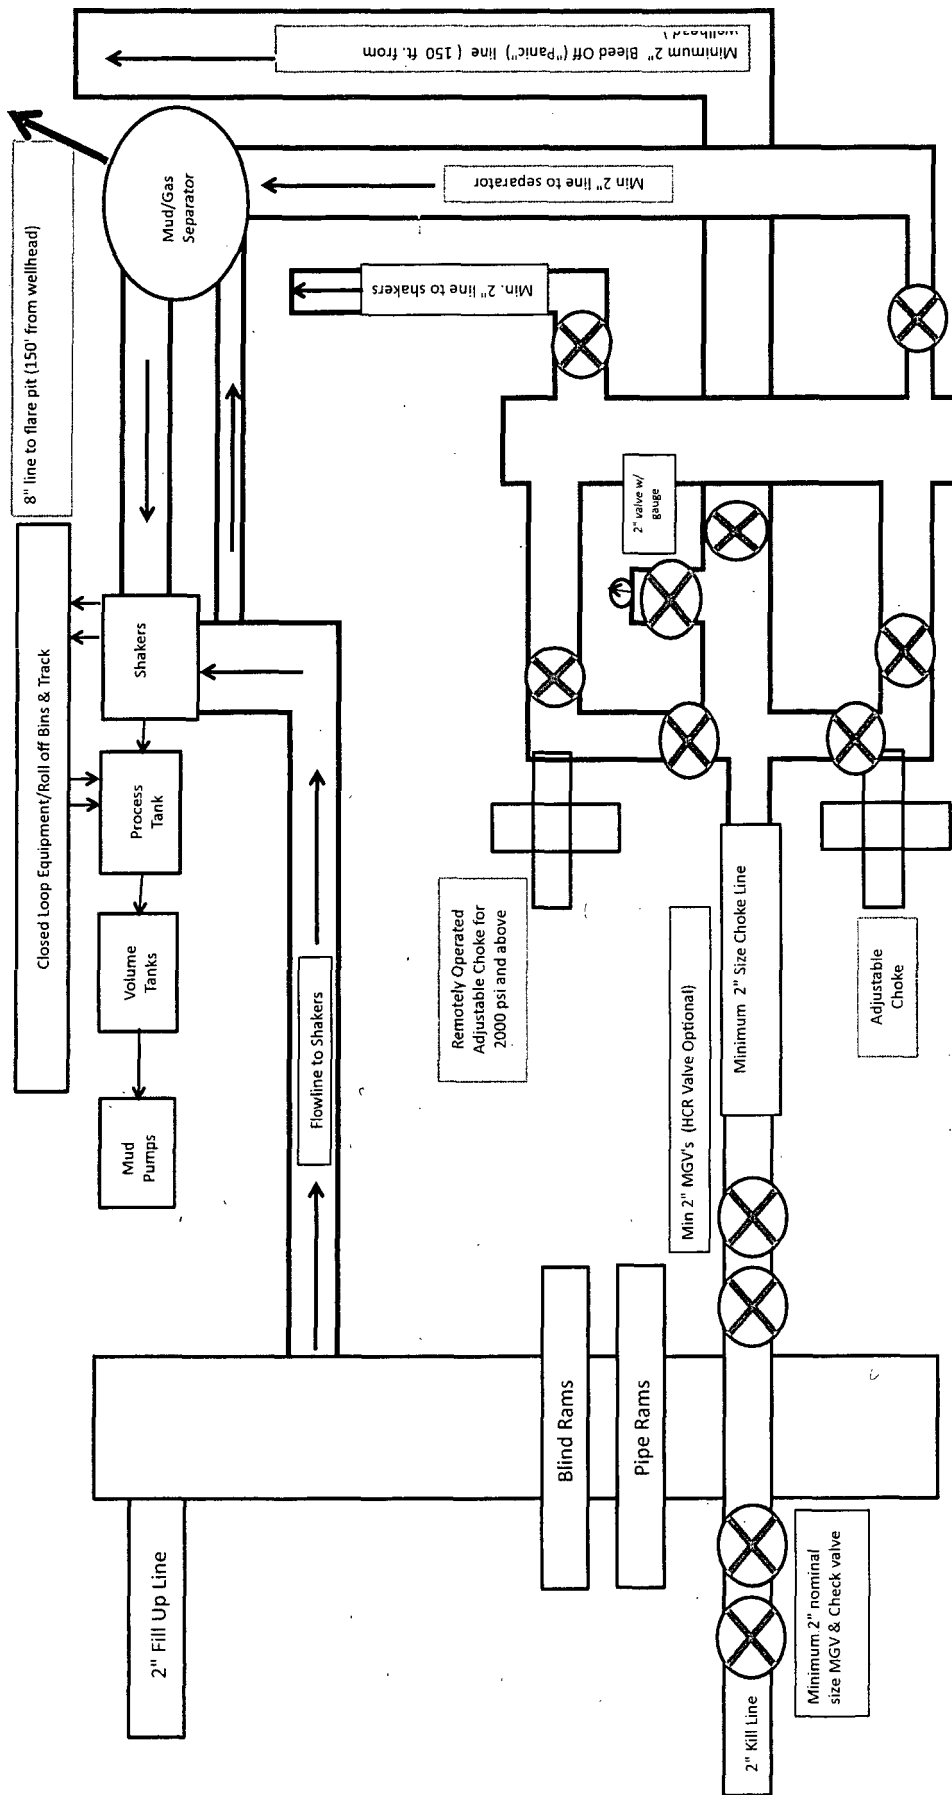 Closed Loop Equipment/Roll off Bins & Track
8" line to flare pit (150' from wellhead)
Mud
Pumps
Volume
Tanks
Process
Tank
Shakers
Mud/Gas
Separator
2" Fill Up Line
Flowline to Shakers
Minimum 2" Bleed Off ("Panic") line ( 150 ft. from
wellhead )
Min 2" line to separator
Min. 2" line to shakers
2" valve w/
gauge
Remotely Operated
Adjustable Choke for
2000 psi and above
Blind Rams
Pipe Rams
Min 2" MGV's (HCR Valve Optional)
Minimum 2" Size Choke Line
2" Kill Line
Minimum 2" nominal
size MGV & Check valve
Adjustable
Choke